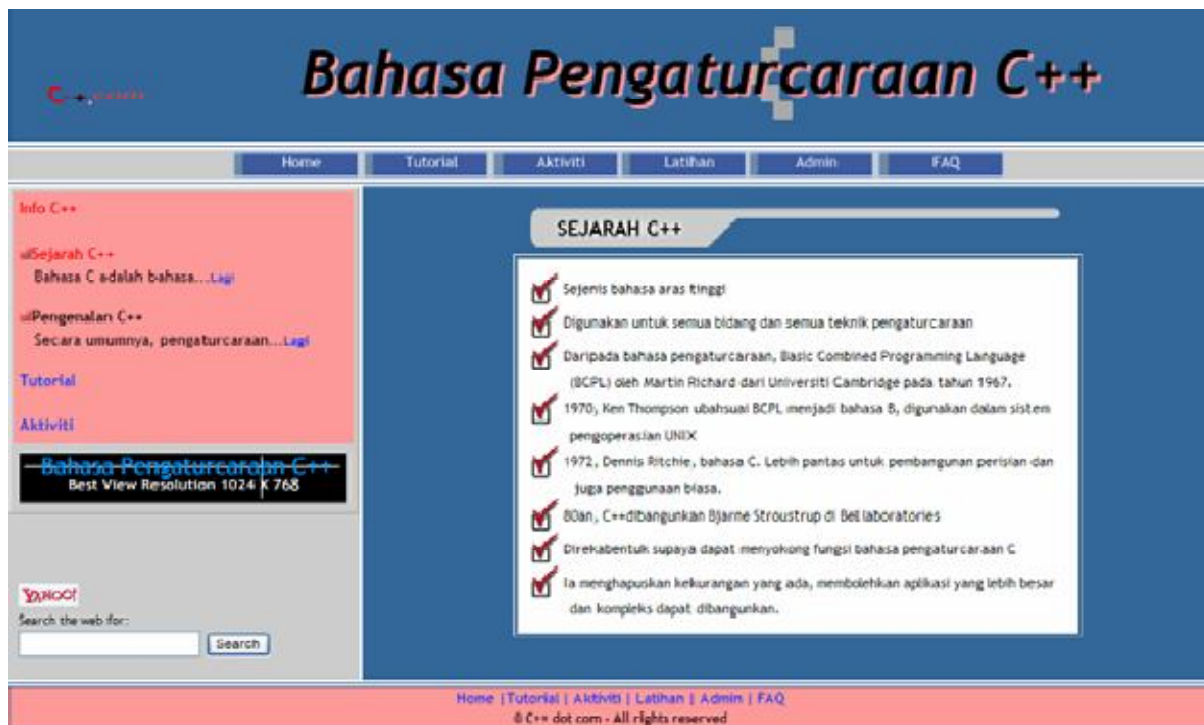 Bahasa Pengaturcaraan C++
Home Tutorial Aktiviti Latihan Admin FAQ
Info C++
Sejarah C++
Bahasa C adalah bahasa...Lagi
Pengenalan C++
Secara umumnya, pengaturcaraan...Lagi
Tutorial
Aktiviti
Bahasa Pengaturcaraan C++
Best View Resolution 1024 X 768
YAHOO!
Search the web for:
Search
SEJARAH C++
Sejenis bahasa aras tinggi
Digunakan untuk semua bidang dan semua teknik pengaturcaraan
Daripada bahasa pengaturcaraan, Basic Combined Programming Language
(BCPL) oleh Martin Richard dari Universiti Cambridge pada tahun 1967.
1970, Ken Thompson ubahsuai BCPL menjadi bahasa B, digunakan dalam sistem
pengoperasian UNIX
1972, Dennis Ritchie, bahasa C. Lebih pantas untuk pembangunan perisian dan
juga penggunaan biasa.
80an, C++dibangunkan Bjarne Stroustrup di Bell laboratories
Direkabentuk supaya dapat menyokong fungsi bahasa pengaturcaraan C
Ia menghapuskan kekurangan yang ada, membolehkan aplikasi yang lebih besar
dan kompleks dapat dibangunkan.
Home | Tutorial | Aktiviti | Latihan | Admin | FAQ
© C++ dot com - All rights reserved